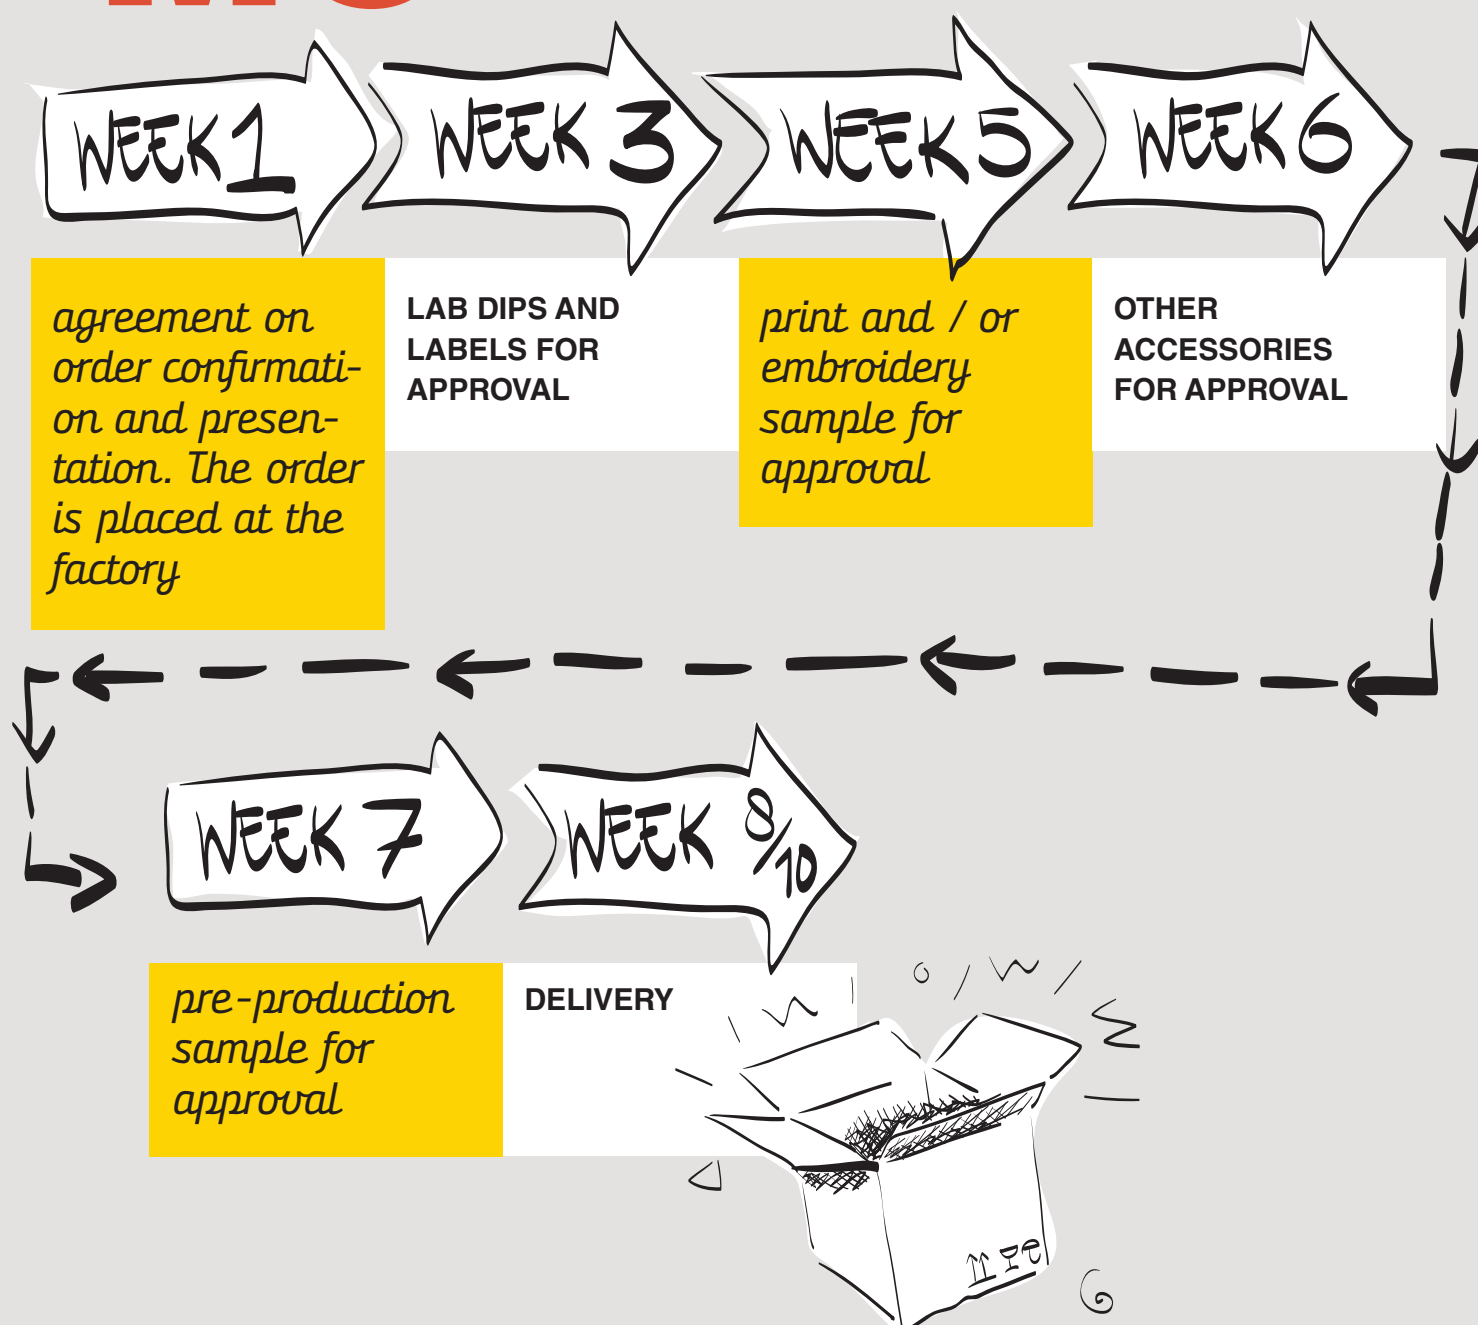 WEEK 1
WEEK 3
WEEK 5
WEEK 6
agreement on
order confirmati-
on and presen-
tation. The order
is placed at the
factory
LAB DIPS AND
LABELS FOR
APPROVAL
print and / or
embroidery
sample for
approval
OTHER
ACCESSORIES
FOR APPROVAL
WEEK 7
WEEK 8/10
pre-production
sample for
approval
DELIVERY